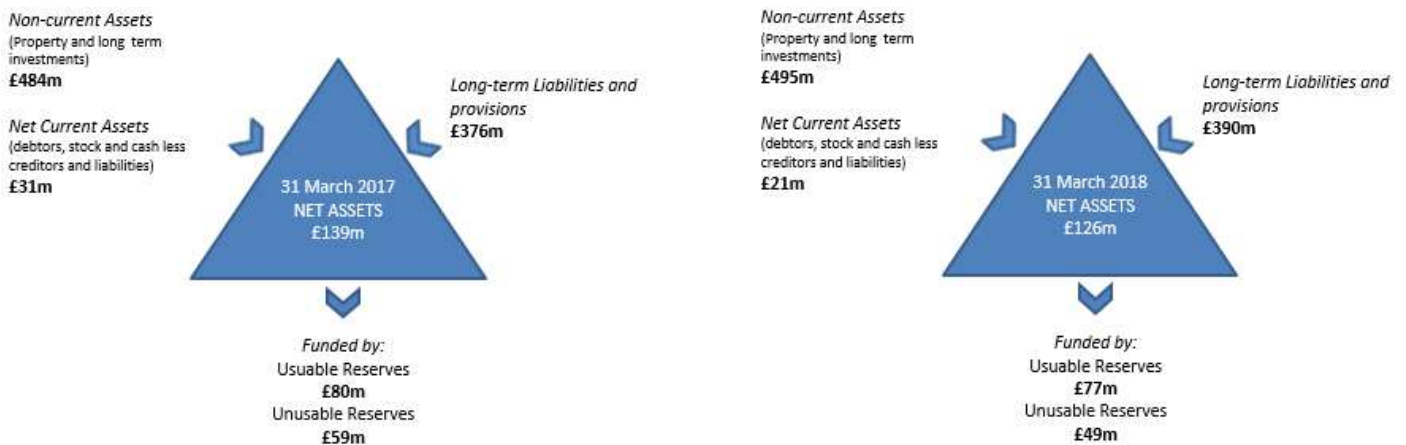 Non-current Assets
(Property and long term
investments)
£484m
Net Current Assets
(debtors, stock and cash less
creditors and liabilities)
£31m
Long-term Liabilities and
provisions
£376m
31 March 2017
NET ASSETS
£139m
Funded by:
Usuable Reserves
£80m
Unusable Reserves
£59m
Non-current Assets
(Property and long term
investments)
£495m
Net Current Assets
(debtors, stock and cash less
creditors and liabilities)
£21m
Long-term Liabilities and
provisions
£390m
31 March 2018
NET ASSETS
£126m
Funded by:
Usuable Reserves
£77m
Unusable Reserves
£49m